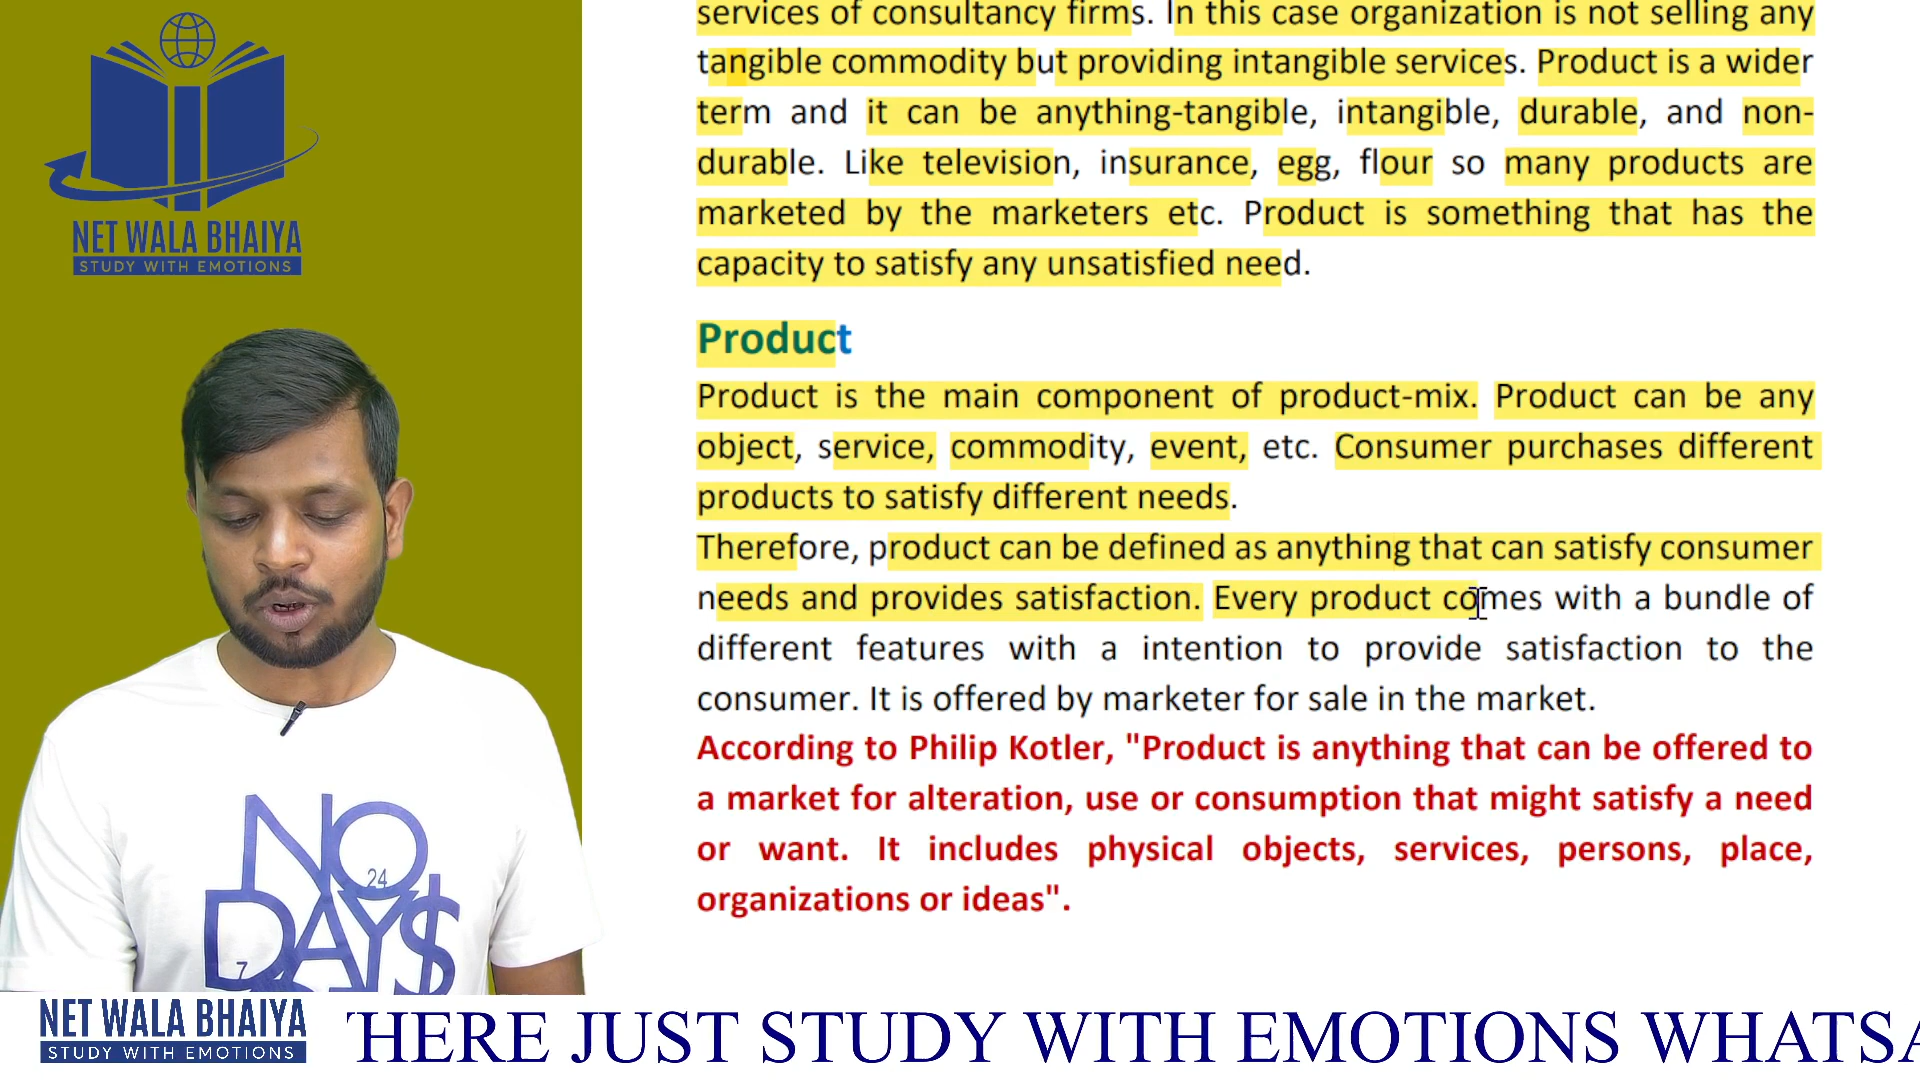 services of consultancy firms. In this case organization is not selling any
tangible commodity but providing intangible services. Product is a wider
term and it can be anything-tangible, intangible, durable, and non-
durable. Like television, insurance, egg, flour so many products are
marketed by the marketers etc. Product is something that has the
capacity to satisfy any unsatisfied need.
Product
Product is the main component of product-mix. Product can be any
object, service, commodity, event, etc. Consumer purchases different
products to satisfy different needs.
Therefore, product can be defined as anything that can satisfy consumer
needs and provides satisfaction. Every product comes with a bundle of
different features with a intention to provide satisfaction to the
consumer. It is offered by marketer for sale in the market.
According to Philip Kotler, "Product is anything that can be offered to
a market for alteration, use or consumption that might satisfy a need
or want. It includes physical objects, services, persons, place,
organizations or ideas".
NET WALA BHAIYA
STUDY WITH EMOTIONS
NO
24
DAY$
7
NET WALA BHAIYA
STUDY WITH EMOTIONS
HERE JUST STUDY WITH EMOTIONS WHATSA